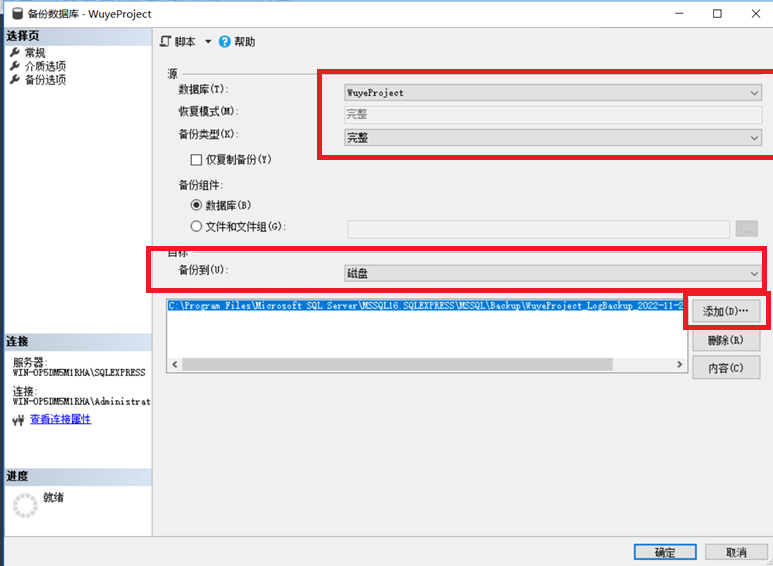 备份数据库 - WuyeProject
选择页
常规
介质选项
备份选项
脚本
帮助
源
数据库(T):
WuyeProject
恢复模式(M):
完整
备份类型(K):
完整
仅复制备份(Y)
备份组件:
数据库(B)
文件和文件组(G):
...
目标
备份到(U):
磁盘
C:\Program Files\Microsoft SQL Server\MSSQL16.SQLEXPRESS\MSSQL\Backup\WuyeProject_LogBackup_2022-11-2
添加(D)...
删除(R)
内容(C)
连接
服务器:
WIN-OP5DM5M1RHA\SQLEXPRESS
连接:
WIN-OP5DM5M1RHA\Administrat
查看连接属性
进度
就绪
确定
取消